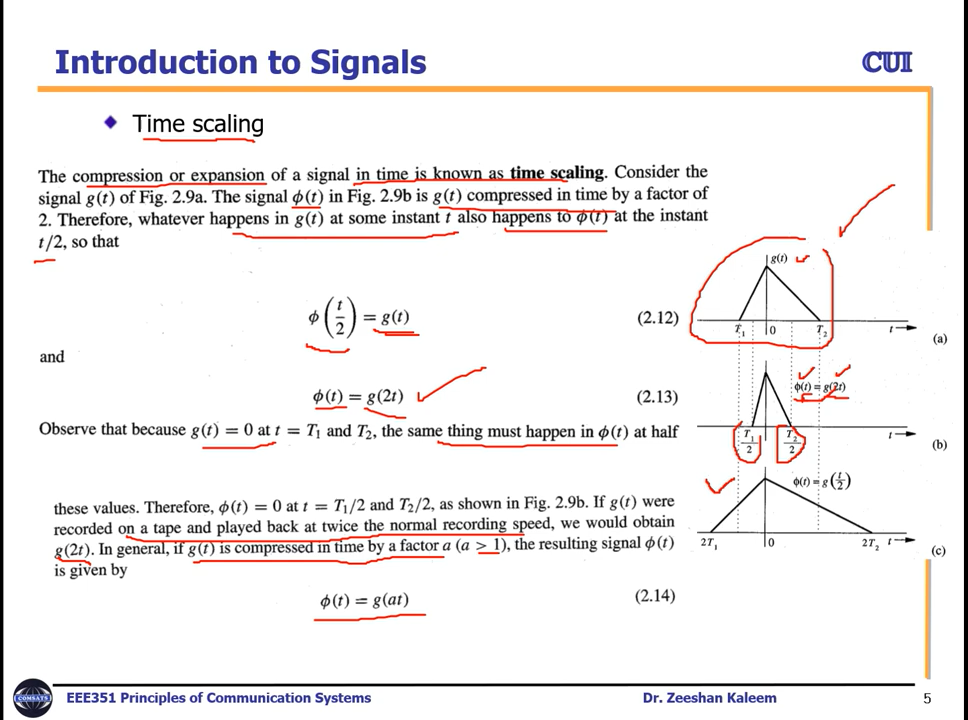 Introduction to Signals
CUI
Time scaling
The compression or expansion of a signal in time is known as time scaling. Consider the
signal g(t) of Fig. 2.9a. The signal ϕ(t) in Fig. 2.9b is g(t) compressed in time by a factor of
2. Therefore, whatever happens in g(t) at some instant t also happens to ϕ(t) at the instant
t/2, so that
ϕ(t/2) = g(t) (2.12)
and
ϕ(t) = g(2t) (2.13)
Observe that because g(t) = 0 at t = T₁ and T₂, the same thing must happen in ϕ(t) at half
these values. Therefore, ϕ(t) = 0 at t = T₁/2 and T₂/2, as shown in Fig. 2.9b. If g(t) were
recorded on a tape and played back at twice the normal recording speed, we would obtain
g(2t). In general, if g(t) is compressed in time by a factor a (a > 1), the resulting signal ϕ(t)
is given by
ϕ(t) = g(at) (2.14)
g(t)
T₁ 0 T₂ t (a)
ϕ(t) = g(2t)
T₁/2 T₂/2 t (b)
ϕ(t) = g(t/2)
2T₁ 0 2T₂ t (c)
COMSATS
EEE351 Principles of Communication Systems
Dr. Zeeshan Kaleem
5